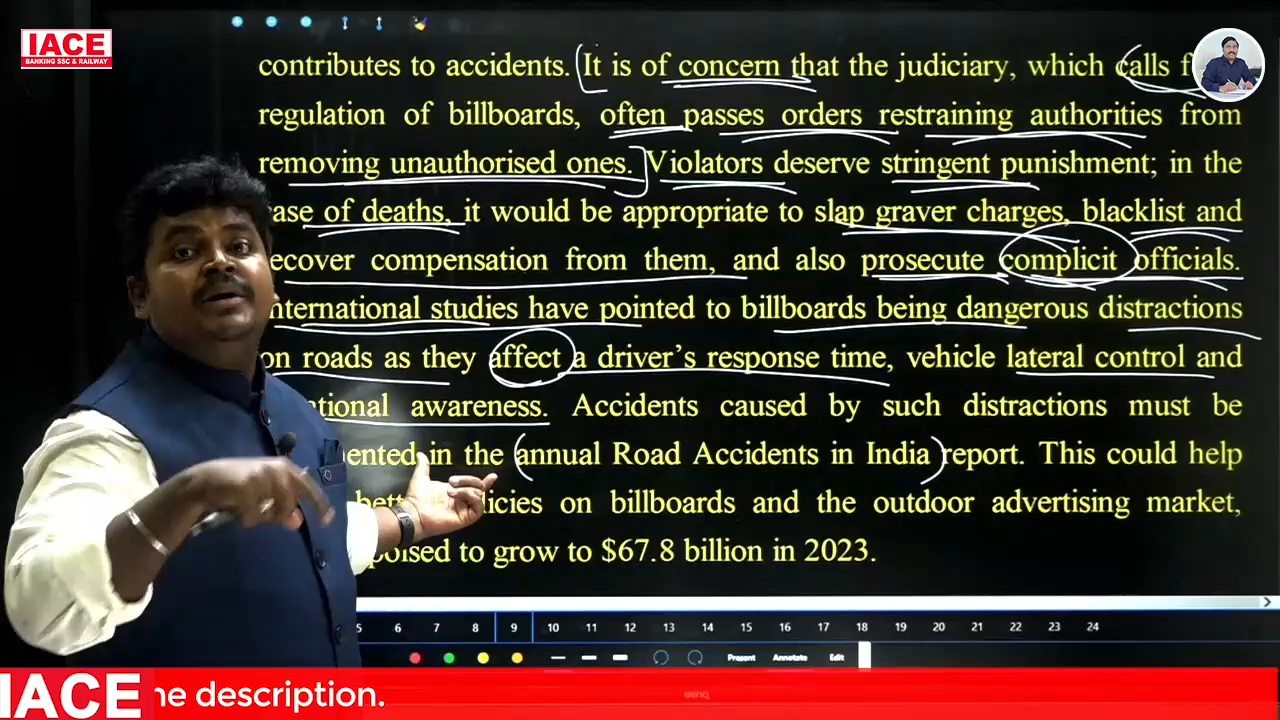 IACE
BANKING SSC & RAILWAY
contributes to accidents. It is of concern that the judiciary, which calls
regulation of billboards, often passes orders restraining authorities from
removing unauthorised ones. Violators deserve stringent punishment; in the
of deaths, it would be appropriate to slap graver charges, blacklist and
compensation from them, and also prosecute complicit officials.
studies have pointed to billboards being dangerous distractions
on roads as they affect a driver's response time, vehicle lateral control and
awareness. Accidents caused by such distractions must be
in the annual Road Accidents in India report. This could help
on billboards and the outdoor advertising market,
poised to grow to $67.8 billion in 2023.
5 6 7 8 9 10 11 12 13 14 15 16 17 18 19 20 21 22 23 24
Present Annotate Edit
IACE
description.
BenQ